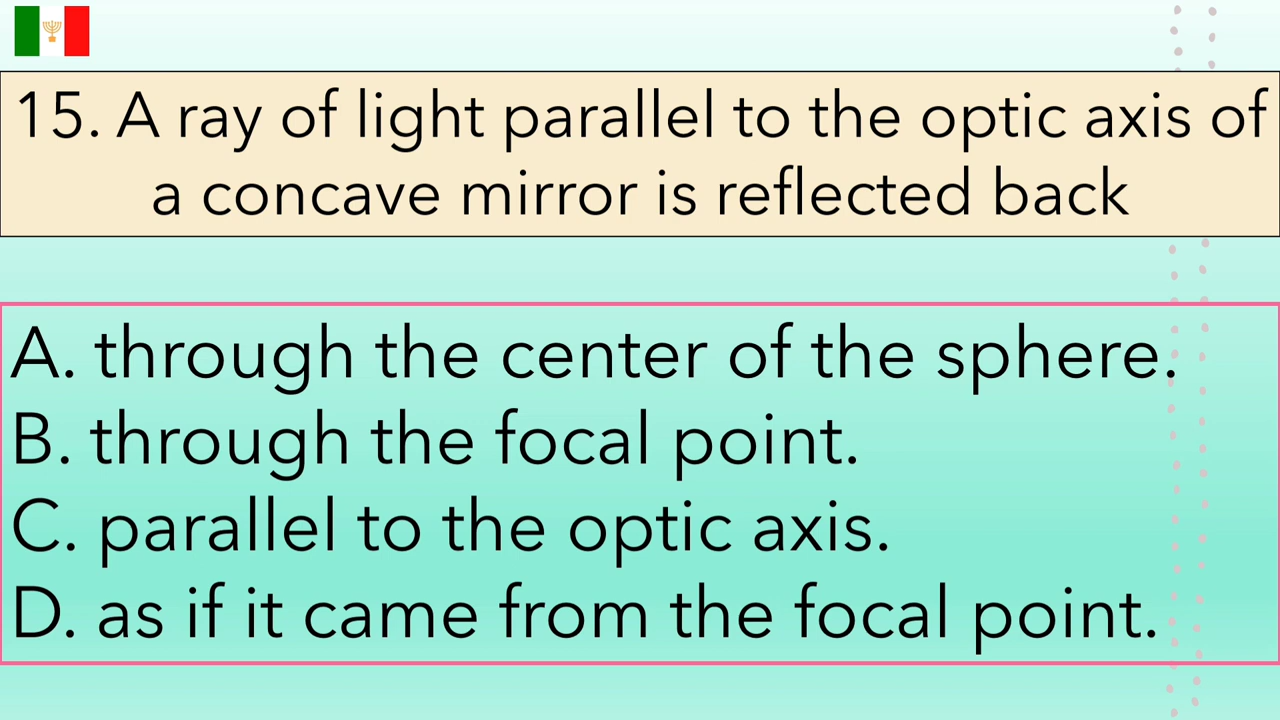 15. A ray of light parallel to the optic axis of
a concave mirror is reflected back
A. through the center of the sphere.
B. through the focal point.
C. parallel to the optic axis.
D. as if it came from the focal point.